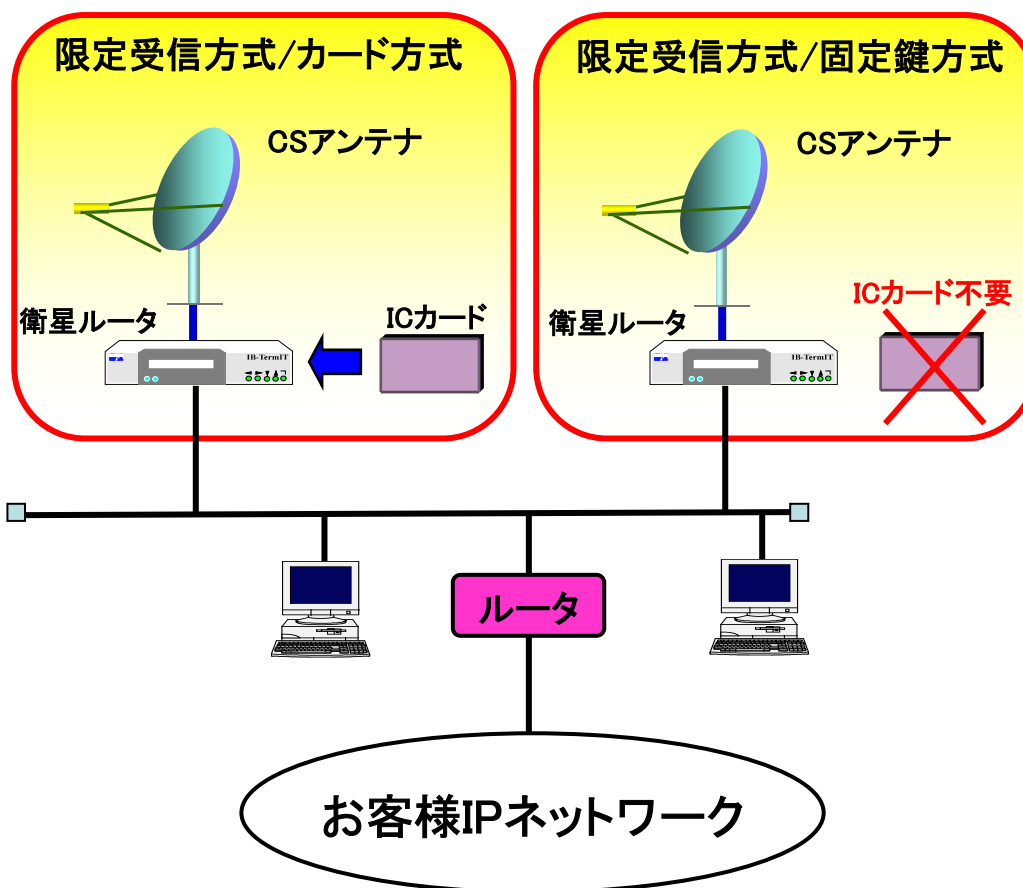 限定受信方式/カード方式
限定受信方式/固定鍵方式
CSアンテナ
CSアンテナ
衛星ルータ
ICカード
衛星ルータ
ICカード不要
IB-TermIT
IB-TermIT
ルータ
お客様IPネットワーク